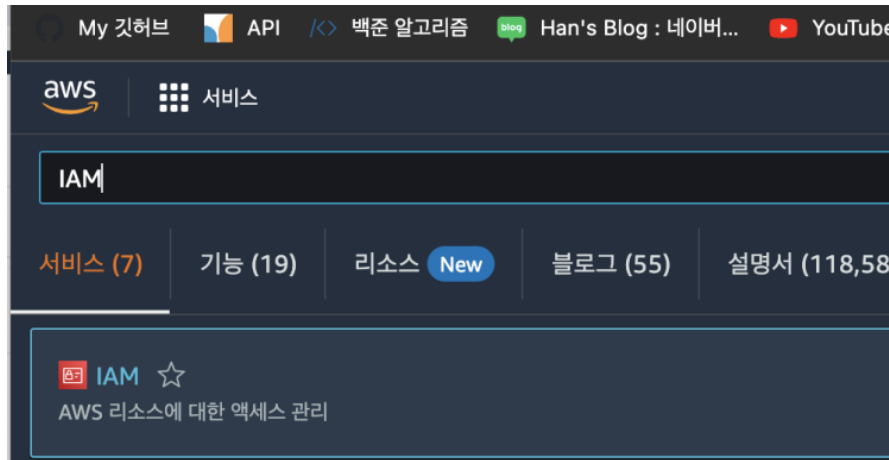 My 깃허브 API 백준 알고리즘 blog Han's Blog : 네이버... YouTube
aws 서비스
IAM
서비스 (7) 기능 (19) 리소스 New 블로그 (55) 설명서 (118,58
IAM
AWS 리소스에 대한 액세스 관리